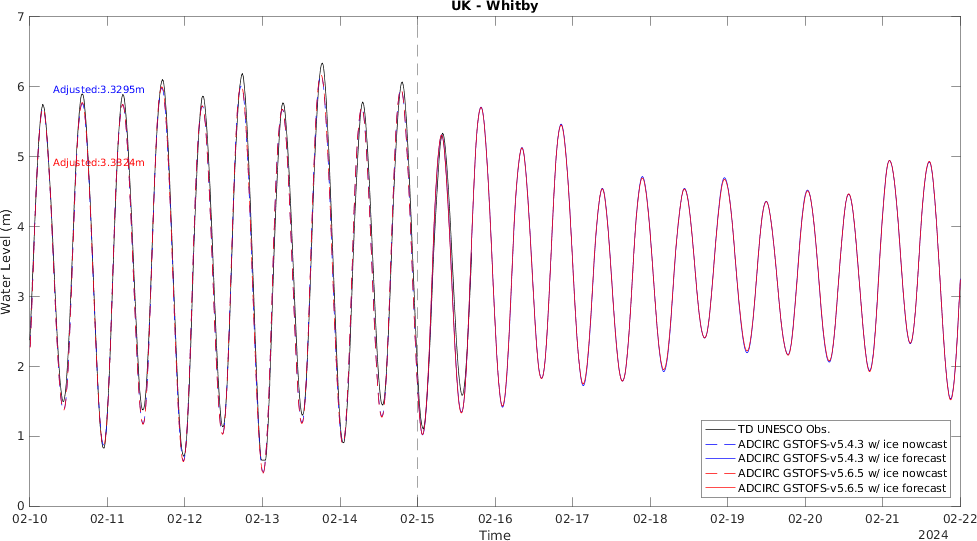 UK - Whitby
7
6
5
4
3
2
1
0
Water Level (m)
Adjusted:3.3295m
Adjusted:3.3324m
TD UNESCO Obs.
ADCIRC GSTOFS-v5.4.3 w/ ice nowcast
ADCIRC GSTOFS-v5.4.3 w/ ice forecast
ADCIRC GSTOFS-v5.6.5 w/ ice nowcast
ADCIRC GSTOFS-v5.6.5 w/ ice forecast
02-10 02-11 02-12 02-13 02-14 02-15 02-16 02-17 02-18 02-19 02-20 02-21 02-22
Time
2024